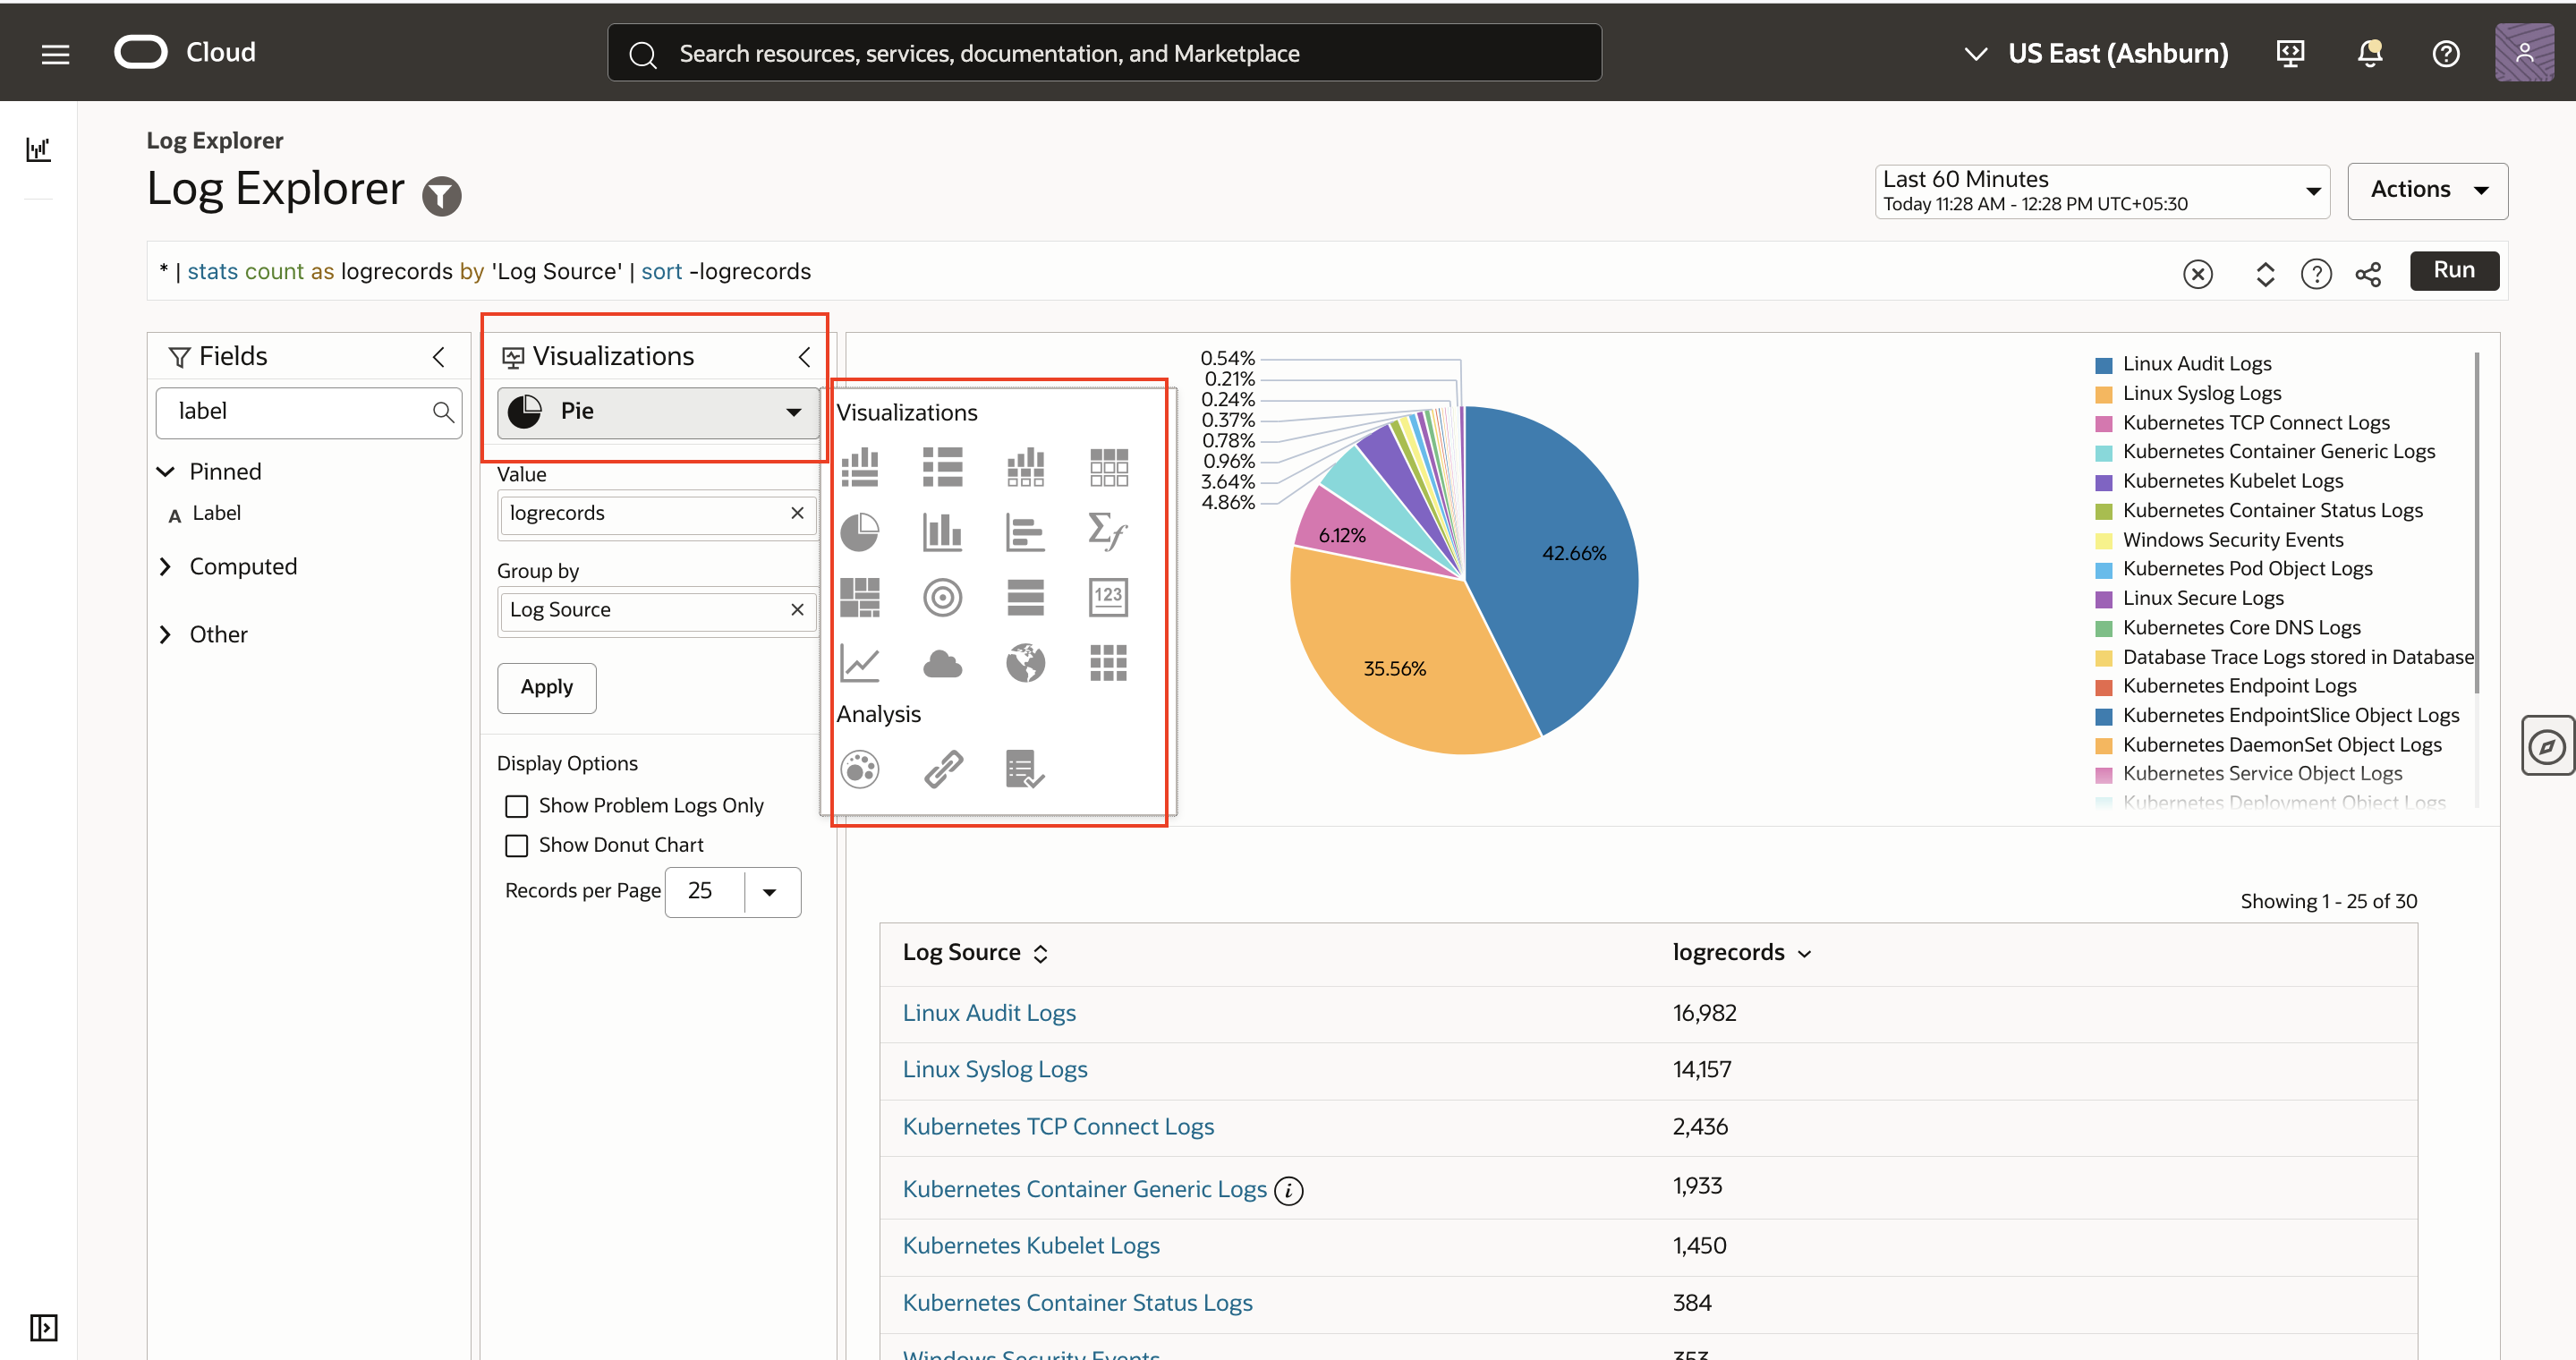 Cloud
Search resources, services, documentation, and Marketplace
US East (Ashburn)
Log Explorer
Log Explorer
Last 60 Minutes
Today 11:28 AM - 12:28 PM UTC+05:30
Actions
* | stats count as logrecords by 'Log Source' | sort -logrecords
Run
Fields
label
Pinned
A Label
Computed
Other
Visualizations
Pie
Value
logrecords
Group by
Log Source
Apply
Display Options
Show Problem Logs Only
Show Donut Chart
Records per Page 25
Visualizations
123
Analysis
0.54%
0.21%
0.24%
0.37%
0.78%
0.96%
3.64%
4.86%
6.12%
42.66%
35.56%
Linux Audit Logs
Linux Syslog Logs
Kubernetes TCP Connect Logs
Kubernetes Container Generic Logs
Kubernetes Kubelet Logs
Kubernetes Container Status Logs
Windows Security Events
Kubernetes Pod Object Logs
Linux Secure Logs
Kubernetes Core DNS Logs
Database Trace Logs stored in Database
Kubernetes Endpoint Logs
Kubernetes EndpointSlice Object Logs
Kubernetes DaemonSet Object Logs
Kubernetes Service Object Logs
Kubernetes Deployment Object Logs
Showing 1 - 25 of 30
Log Source logrecords
Linux Audit Logs 16,982
Linux Syslog Logs 14,157
Kubernetes TCP Connect Logs 2,436
Kubernetes Container Generic Logs 1,933
Kubernetes Kubelet Logs 1,450
Kubernetes Container Status Logs 384
Windows Security Events 353